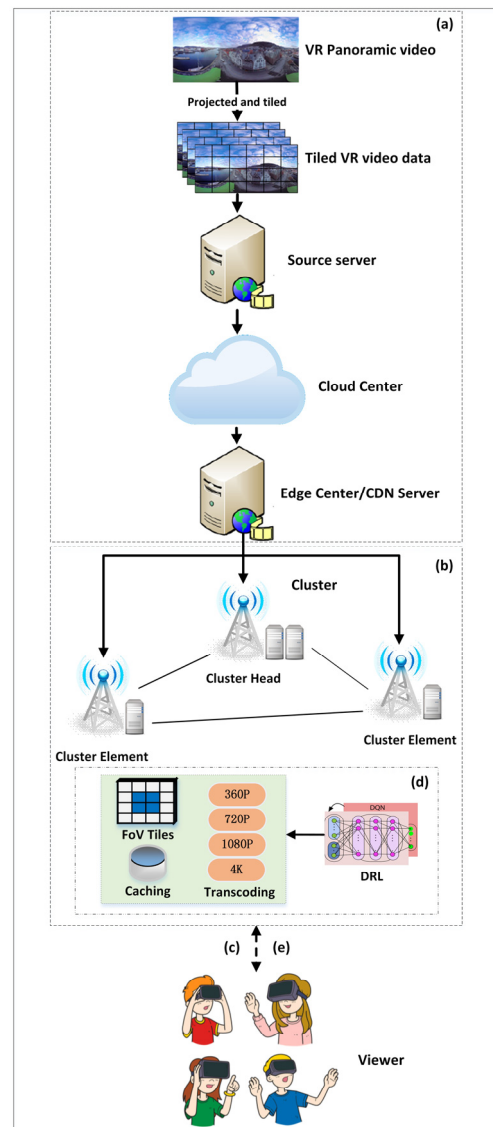 (a)
VR Panoramic video
Projected and tiled
Tiled VR video data
Source server
Cloud Center
Edge Center/CDN Server
(b)
Cluster
Cluster Head
Cluster Element
Cluster Element
(d)
360P
720P
1080P
4K
FoV Tiles
Caching
Transcoding
DQN
DRL
(c)
(e)
Viewer